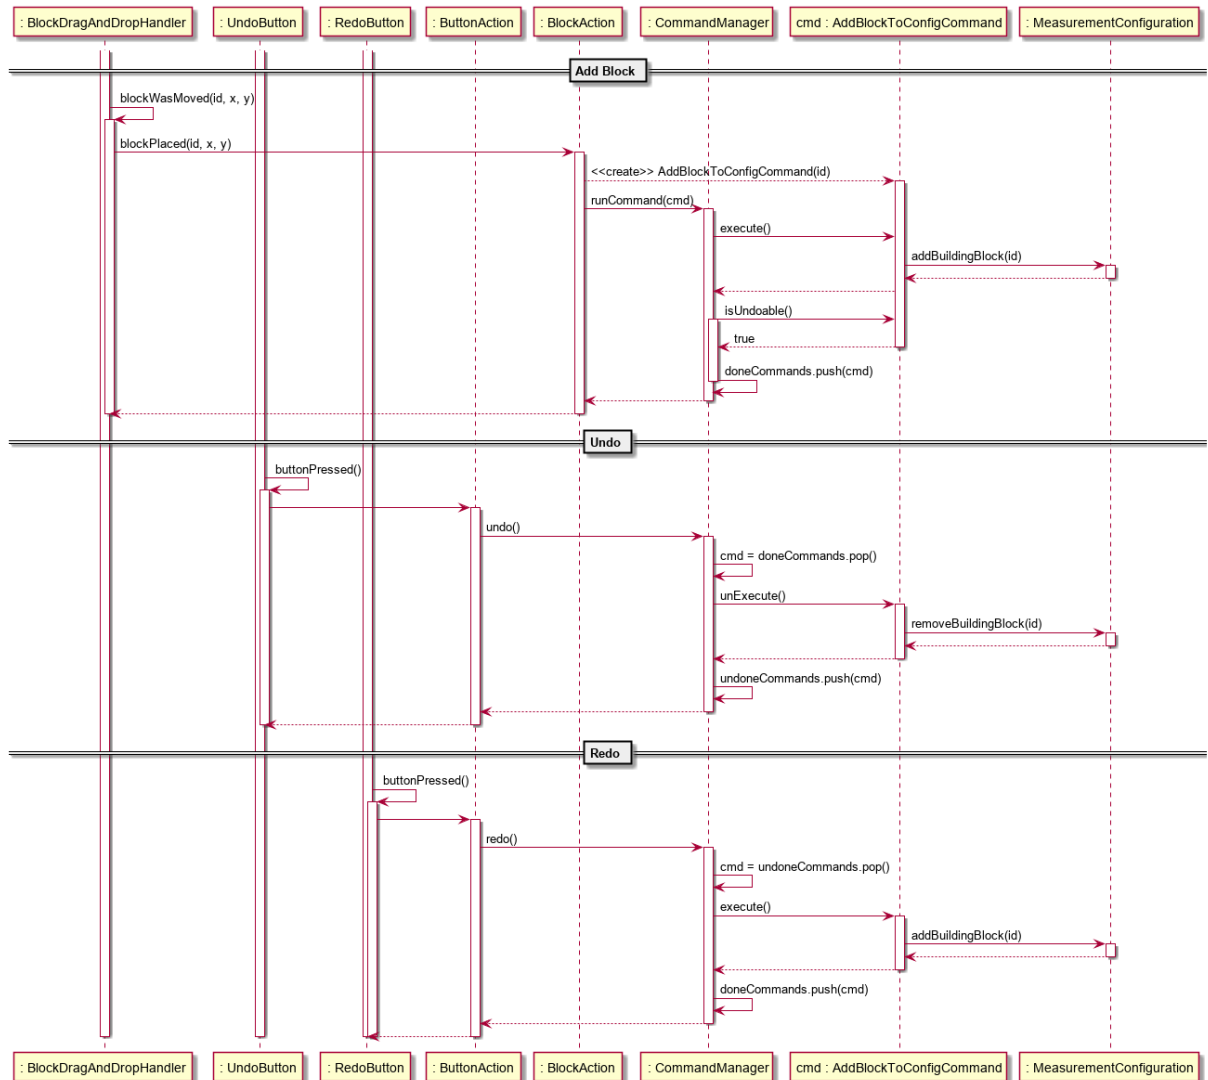 : BlockDragAndDropHandler
: UndoButton
: RedoButton
: ButtonAction
: BlockAction
: CommandManager
cmd : AddBlockToConfigCommand
: MeasurementConfiguration
Add Block
blockWasMoved(id, x, y)
blockPlaced(id, x, y)
<<create>> AddBlockToConfigCommand(id)
runCommand(cmd)
execute()
addBuildingBlock(id)
isUndoable()
true
doneCommands.push(cmd)
Undo
buttonPressed()
undo()
cmd = doneCommands.pop()
unExecute()
removeBuildingBlock(id)
undoneCommands.push(cmd)
Redo
buttonPressed()
redo()
cmd = undoneCommands.pop()
execute()
addBuildingBlock(id)
doneCommands.push(cmd)
: BlockDragAndDropHandler
: UndoButton
: RedoButton
: ButtonAction
: BlockAction
: CommandManager
cmd : AddBlockToConfigCommand
: MeasurementConfiguration